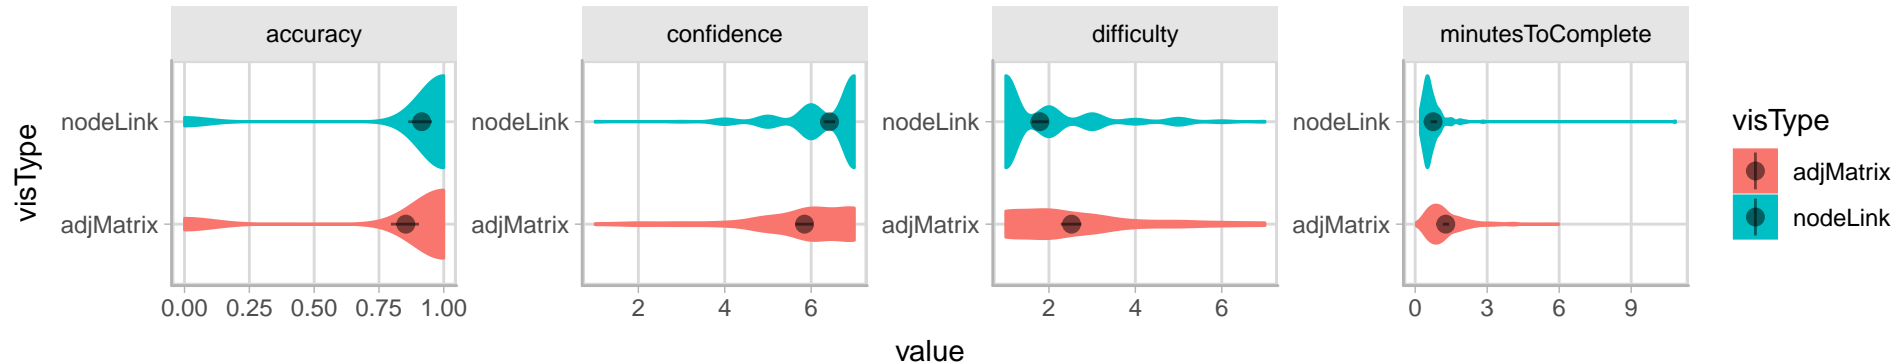 accuracy
confidence
difficulty
minutesToComplete
visType
nodeLink
adjMatrix
0.00 0.25 0.50 0.75 1.00
nodeLink
adjMatrix
2 4 6
nodeLink
adjMatrix
2 4 6
nodeLink
adjMatrix
0 3 6 9
value
visType
adjMatrix
nodeLink